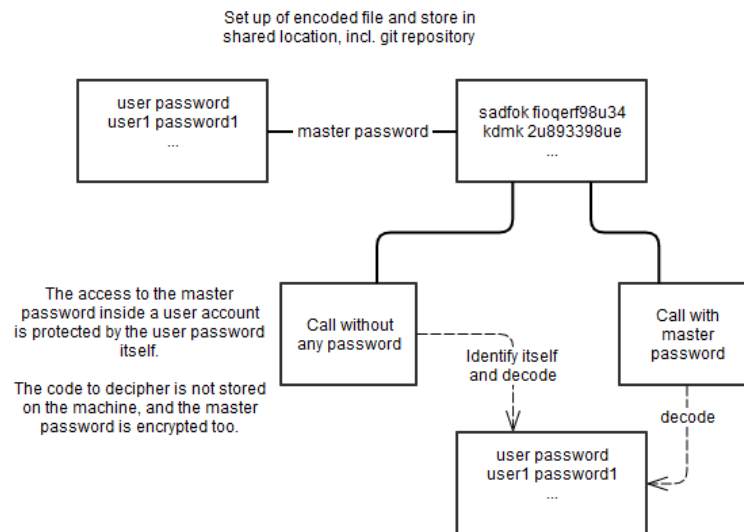 Set up of encoded file and store in
shared location, incl. git repository
user password
user1 password1
...
master password
sadfok fioqerf98u34
kdmk 2u893398ue
...
The access to the master
password inside a user account
is protected by the user password
itself.
The code to decipher is not stored
on the machine, and the master
password is encrypted too.
Call without
any password
Identify itself
and decode
Call with
master
password
decode
user password
user1 password1
...